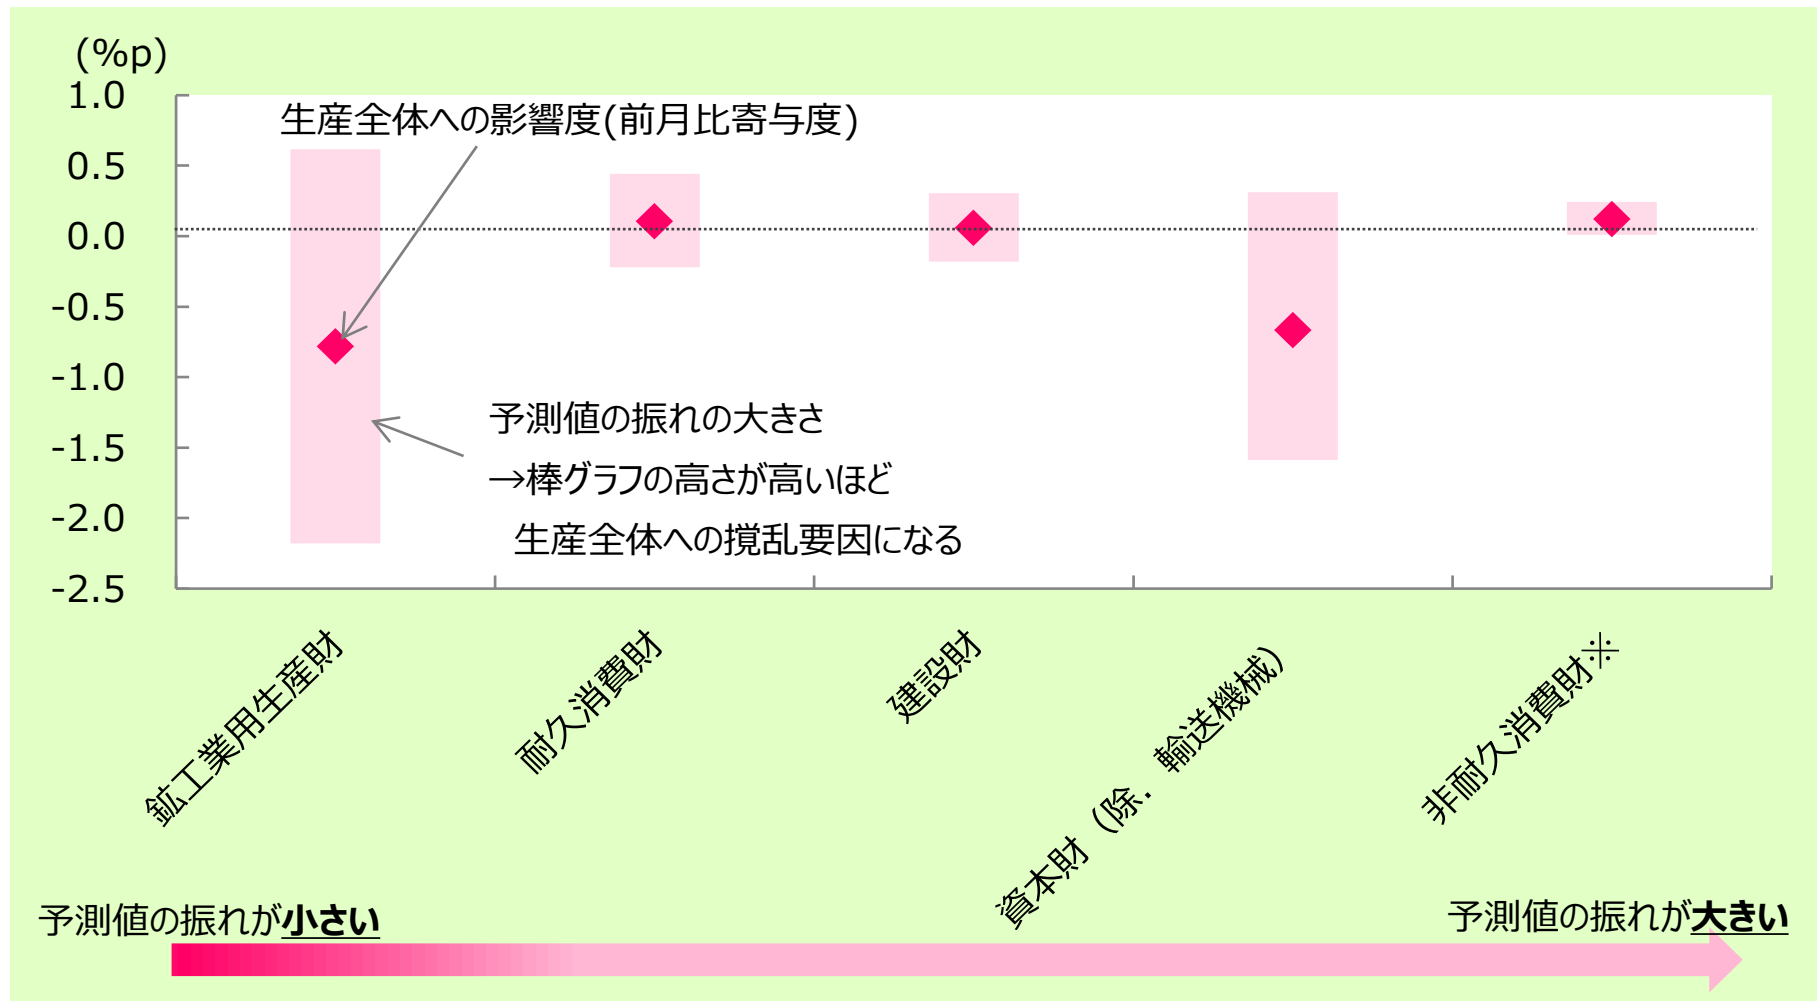 (%p)
1.0
0.5
0.0
-0.5
-1.0
-1.5
-2.0
-2.5
生産全体への影響度(前月比寄与度)
予測値の振れの大きさ
→棒グラフの高さが高いほど
生産全体への撹乱要因になる
鉱工業用生産財
耐久消費財
建設財
資本財（除．輸送機械）
非耐久消費財※
予測値の振れが小さい
予測値の振れが大きい